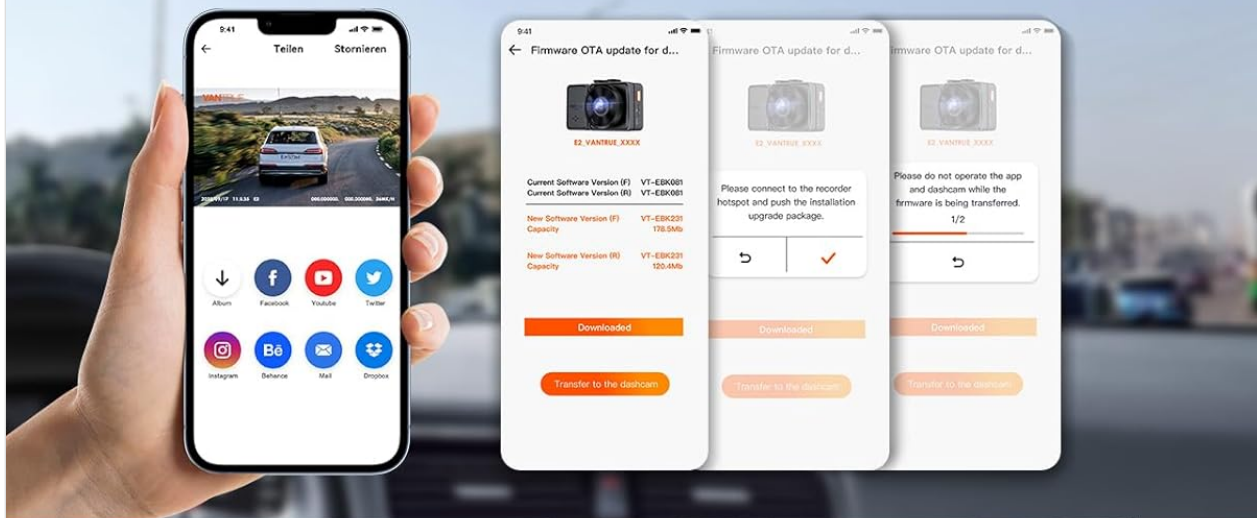 9:41
Teilen
Stornieren
VANTRUE
Album
Facebook
Youtube
Twitter
Instagram
Behance
Mail
Dropbox
9:41
Firmware OTA update for d...
E2_VANTRUE_XXXX
Current Software Version (F) VT-EBK081
Current Software Version (R) VT-EBK081
New Software Version (F) VT-EBK231
Capacity 178.5Mb
New Software Version (R) VT-EBK231
Capacity 120.4Mb
Downloaded
Transfer to the dashcam
Firmware OTA update for d...
E2_VANTRUE_XXXX
Please connect to the recorder
hotspot and push the installation
upgrade package.
Downloaded
Transfer to the dashcam
irmware OTA update for d...
E2_VANTRUE_XXXX
Please do not operate the app
and dashcam while the
firmware is being transferred.
1/2
Downloaded
Transfer to the dashcam